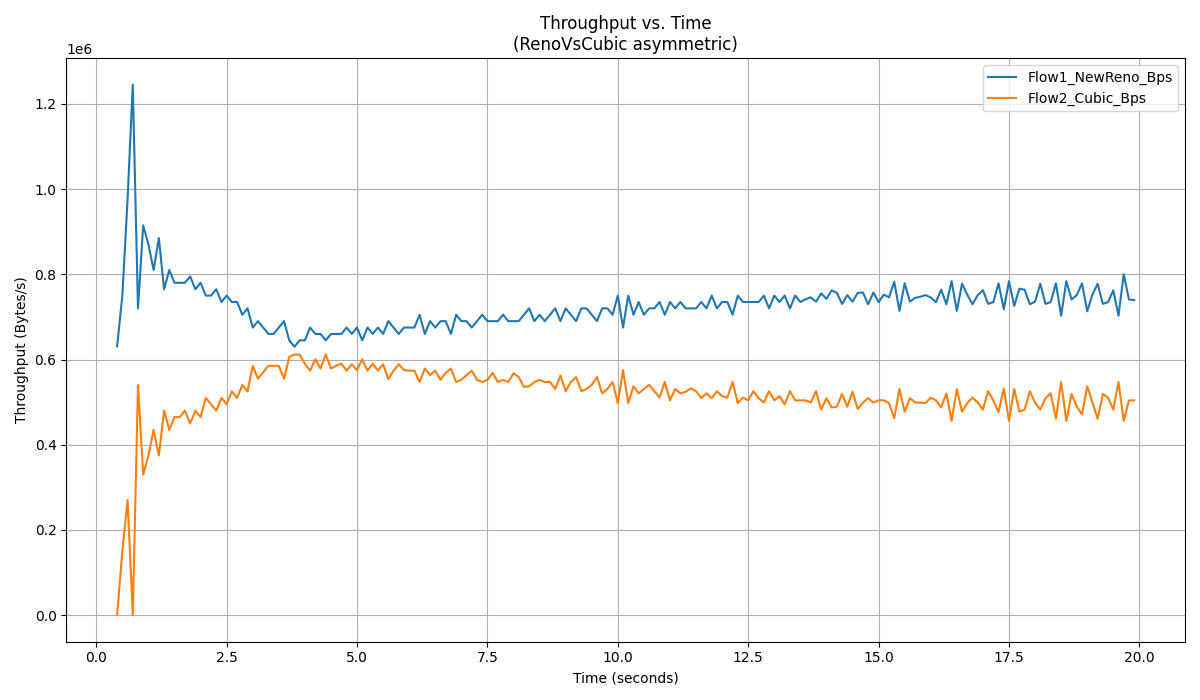 Throughput vs. Time
(RenoVsCubic asymmetric)
1e6
Flow1_NewReno_Bps
Flow2_Cubic_Bps
Throughput (Bytes/s)
1.2
1.0
0.8
0.6
0.4
0.2
0.0
0.0 2.5 5.0 7.5 10.0 12.5 15.0 17.5 20.0
Time (seconds)